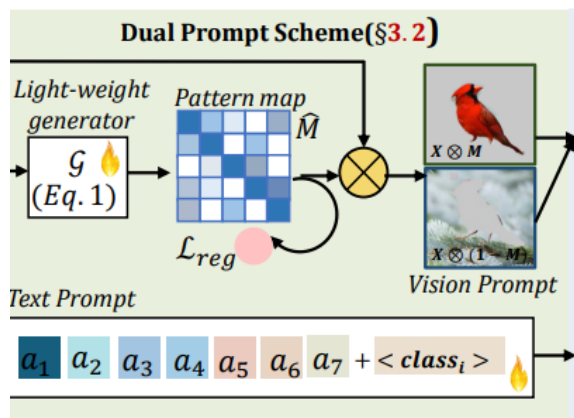 Dual Prompt Scheme(§3.2)
Light-weight
generator
Pattern map
M̂
𝒢
(Eq. 1)
X ⊗ M
ℒreg
X ⊗ (1 − M)
Vision Prompt
Text Prompt
a1 a2 a3 a4 a5 a6 a7 + < classi >